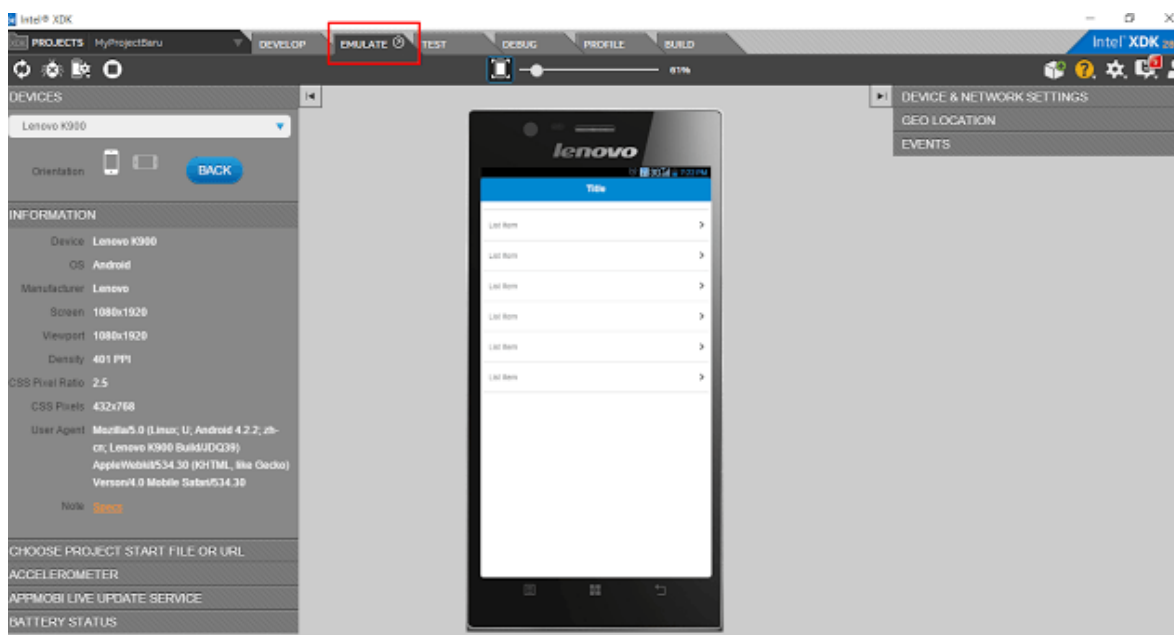 Intel® XDK
PROJECTS MyProjectBaru DEVELOP EMULATE TEST DEBUG PROFILE BUILD Intel® XDK
61%
DEVICES
Lenovo K900
Orientation BACK
INFORMATION
Device Lenovo K900
OS Android
Manufacturer Lenovo
Screen 1080x1920
Viewport 1080x1920
Density 401 PPI
CSS Pixel Ratio 2.5
CSS Pixels 432x768
User Agent Mozilla/5.0 (Linux; U; Android 4.2.2; zh-
cn; Lenovo K900 Build/JDQ39)
AppleWebkit/534.30 (KHTML, like Gecko)
Version/4.0 Mobile Safari/534.30
Note Specs
CHOOSE PROJECT START FILE OR URL
ACCELEROMETER
APPMOBI LIVE UPDATE SERVICE
BATTERY STATUS
lenovo
3G 7:22 PM
Title
List Item
List Item
List Item
List Item
List Item
List Item
DEVICE & NETWORK SETTINGS
GEO LOCATION
EVENTS